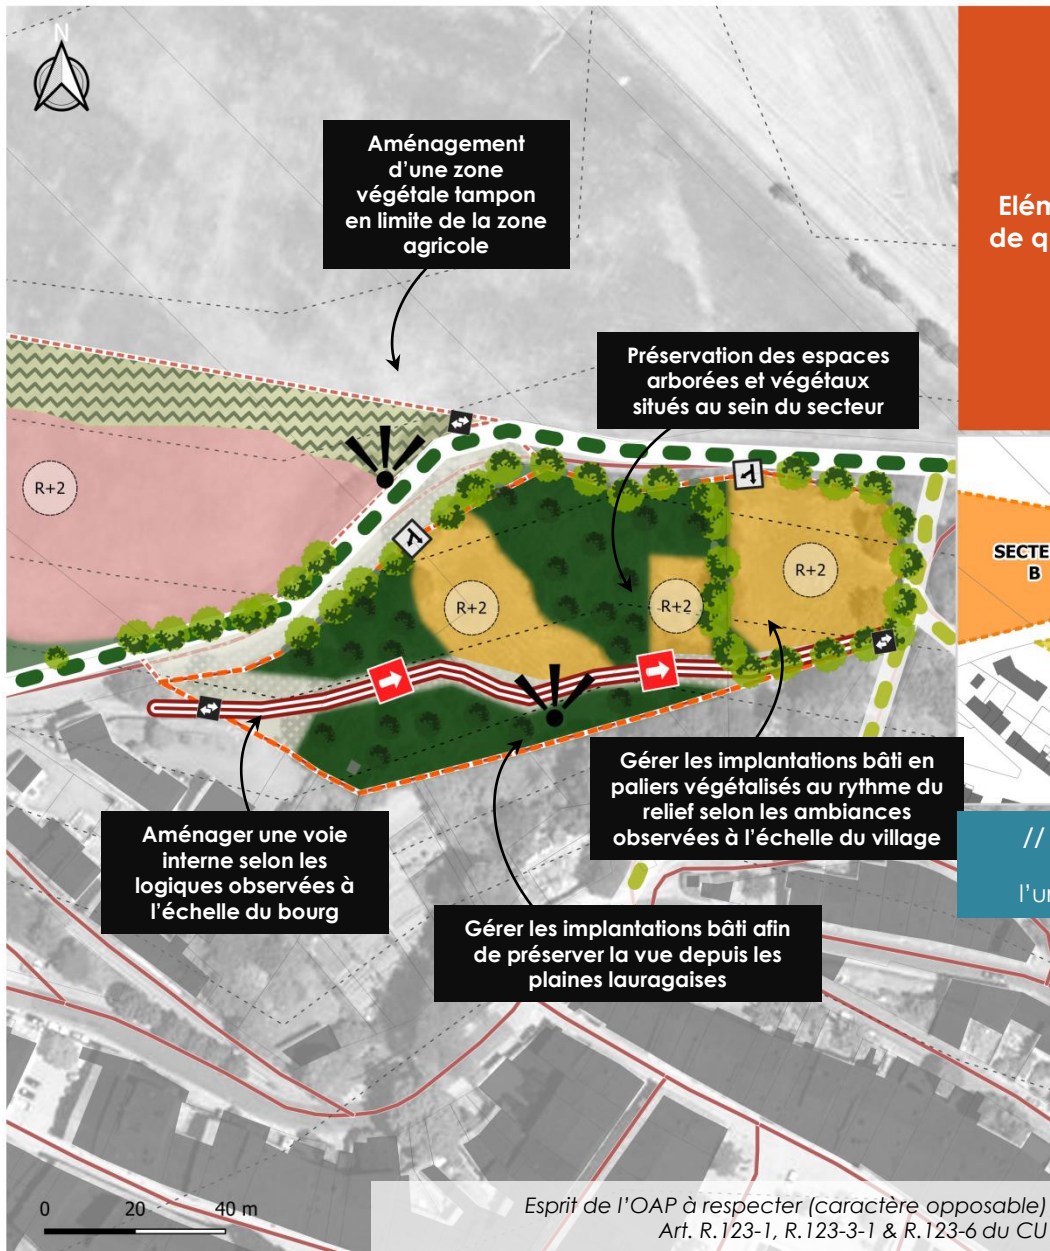 N
Aménagement
d'une zone
végétale tampon
en limite de la zone
agricole
Elém
de q
Préservation des espaces
arborées et végétaux
situés au sein du secteur
R+2
R+2
R+2
R+2
SECTE
B
Gérer les implantations bâti en
paliers végétalisés au rythme du
relief selon les ambiances
observées à l'échelle du village
Aménager une voie
interne selon les
logiques observées à
l'échelle du bourg
//
l'un
Gérer les implantations bâti afin
de préserver la vue depuis les
plaines lauragaises
0 20 40 m
Esprit de l'OAP à respecter (caractère opposable)
Art. R.123-1, R.123-3-1 & R.123-6 du CU